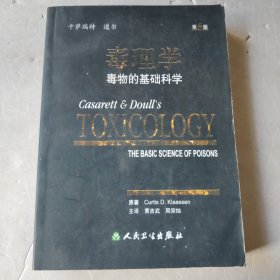 卡萨瑞特 道尔
第6版
毒理学
毒物的基础科学
Casarett & Doull's
TOXICOLOGY
THE BASIC SCIENCE OF POISONS
原著 Curtis D. Klaassen
主译 黄吉武 周宗灿
人民卫生出版社